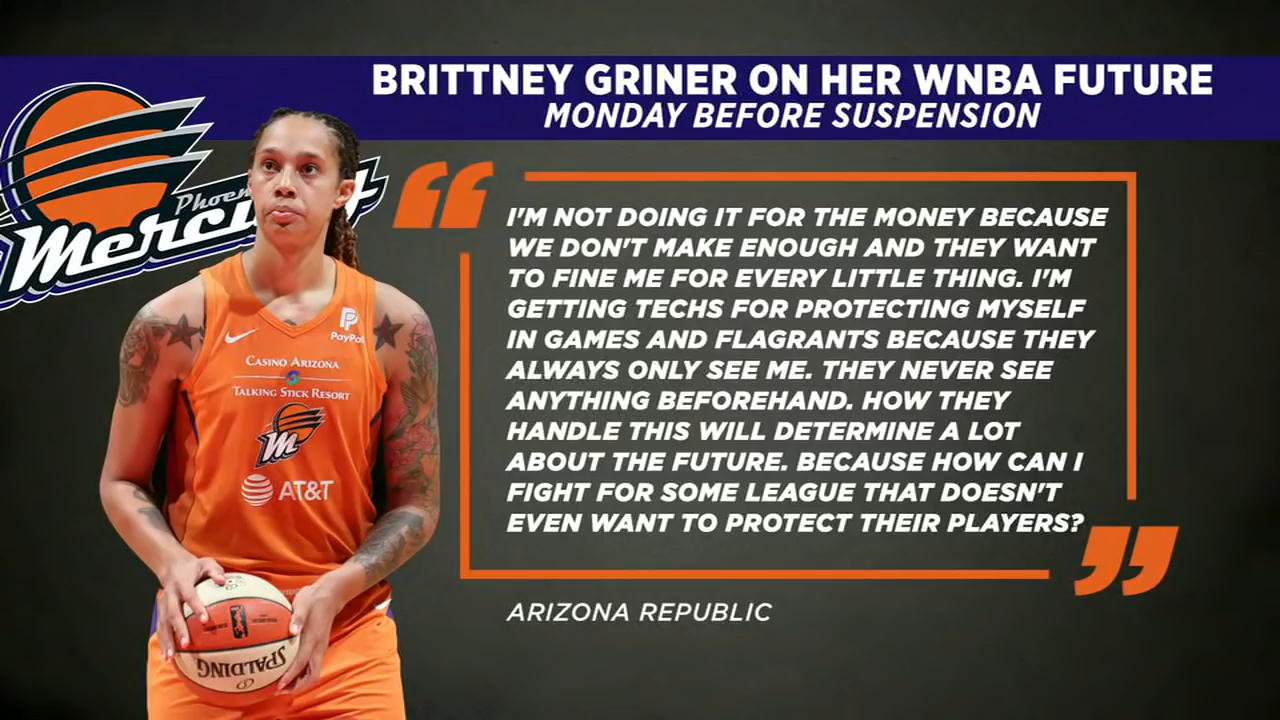 BRITTNEY GRINER ON HER WNBA FUTURE
MONDAY BEFORE SUSPENSION
Phoen
Mercu
PayPal
CASINO ARIZONA
TALKING STICK RESORT
M
AT&T
SPALDING
“
I'M NOT DOING IT FOR THE MONEY BECAUSE
WE DON'T MAKE ENOUGH AND THEY WANT
TO FINE ME FOR EVERY LITTLE THING. I'M
GETTING TECHS FOR PROTECTING MYSELF
IN GAMES AND FLAGRANTS BECAUSE THEY
ALWAYS ONLY SEE ME. THEY NEVER SEE
ANYTHING BEFOREHAND. HOW THEY
HANDLE THIS WILL DETERMINE A LOT
ABOUT THE FUTURE. BECAUSE HOW CAN I
FIGHT FOR SOME LEAGUE THAT DOESN'T
EVEN WANT TO PROTECT THEIR PLAYERS?
”
ARIZONA REPUBLIC